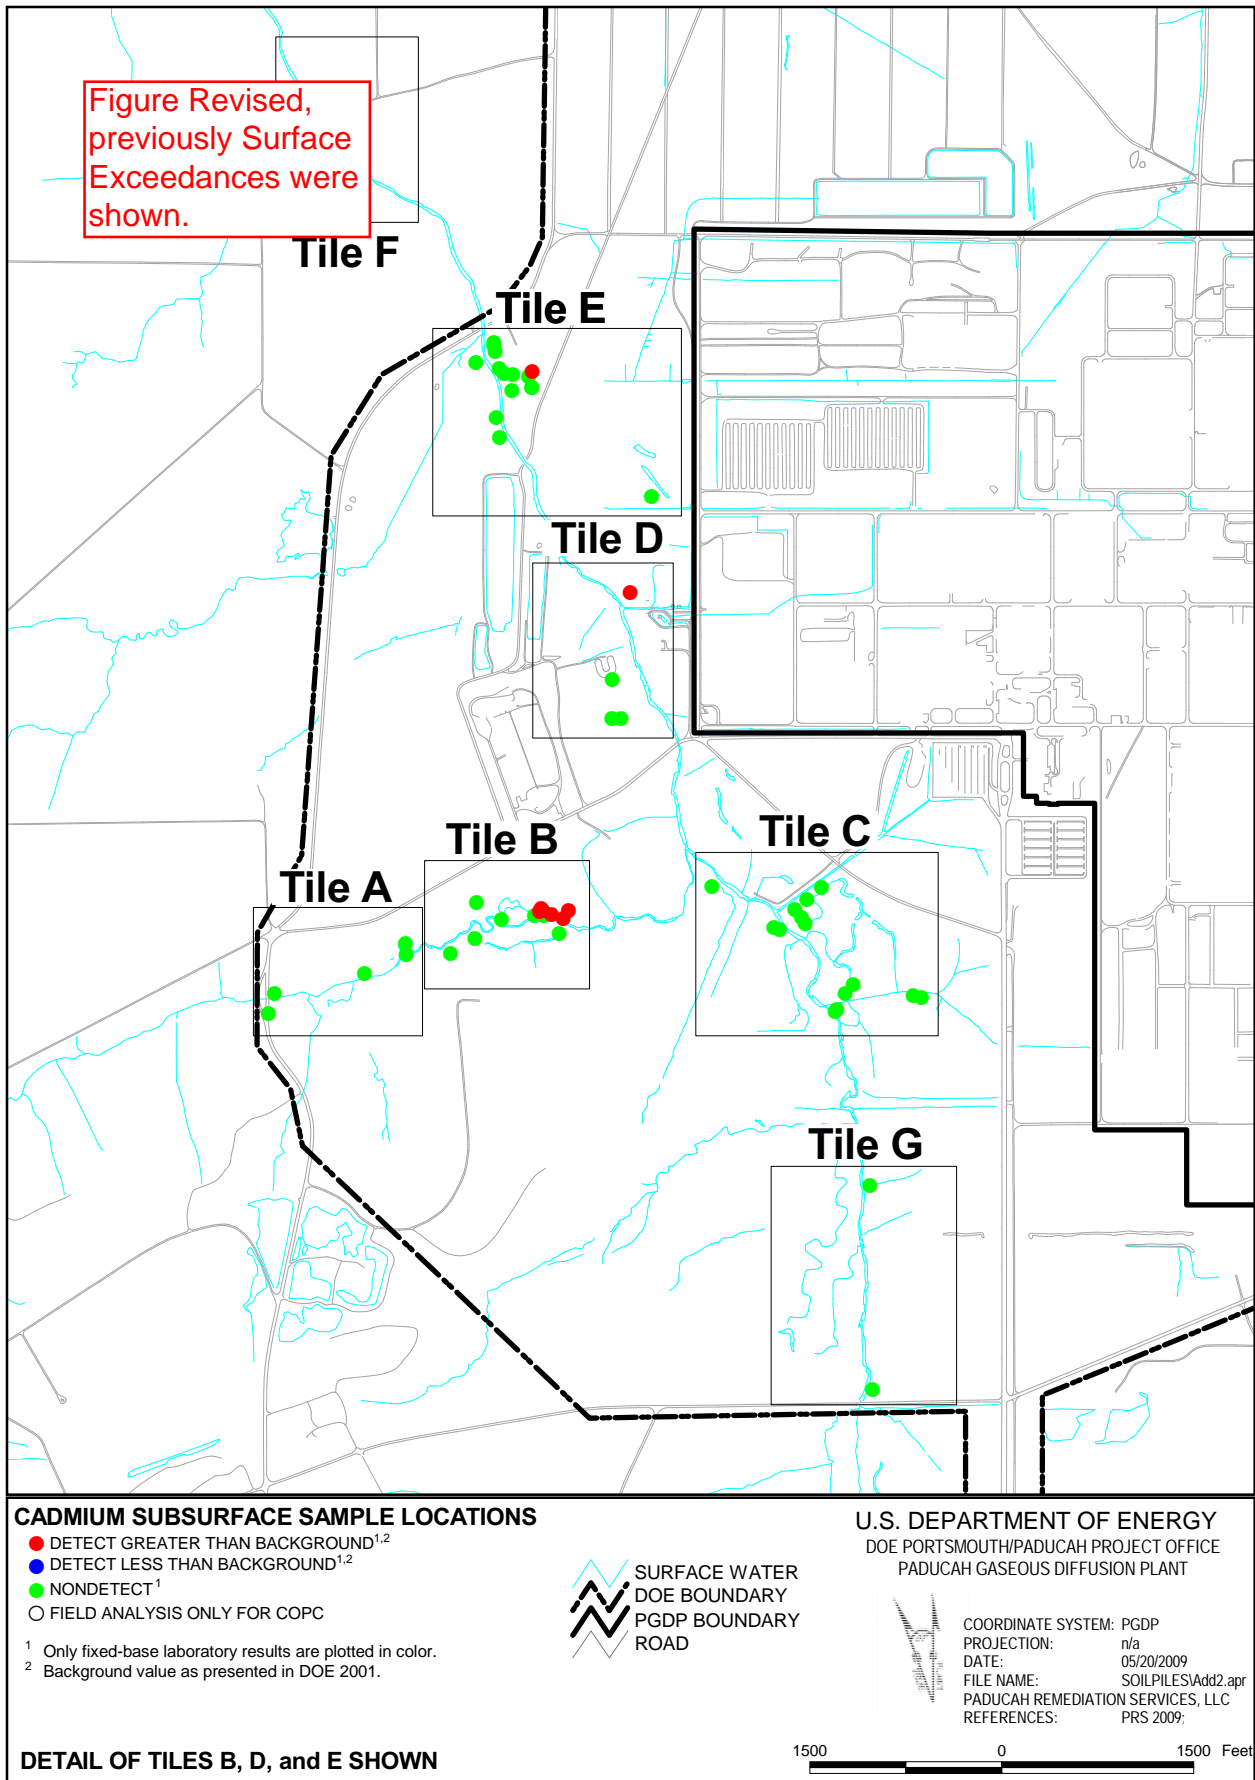 Figure Revised,
previously Surface
Exceedances were
shown.
Tile F
Tile E
Tile D
Tile B
Tile C
Tile A
Tile G
CADMIUM SUBSURFACE SAMPLE LOCATIONS
DETECT GREATER THAN BACKGROUND1,2
DETECT LESS THAN BACKGROUND1,2
NONDETECT1
FIELD ANALYSIS ONLY FOR COPC
1 Only fixed-base laboratory results are plotted in color.
2 Background value as presented in DOE 2001.
DETAIL OF TILES B, D, and E SHOWN
SURFACE WATER
DOE BOUNDARY
PGDP BOUNDARY
ROAD
U.S. DEPARTMENT OF ENERGY
DOE PORTSMOUTH/PADUCAH PROJECT OFFICE
PADUCAH GASEOUS DIFFUSION PLANT
COORDINATE SYSTEM: PGDP
PROJECTION: n/a
DATE: 05/20/2009
FILE NAME: SOILPILES\Add2.apr
PADUCAH REMEDIATION SERVICES, LLC
REFERENCES: PRS 2009;
1500 0 1500 Feet